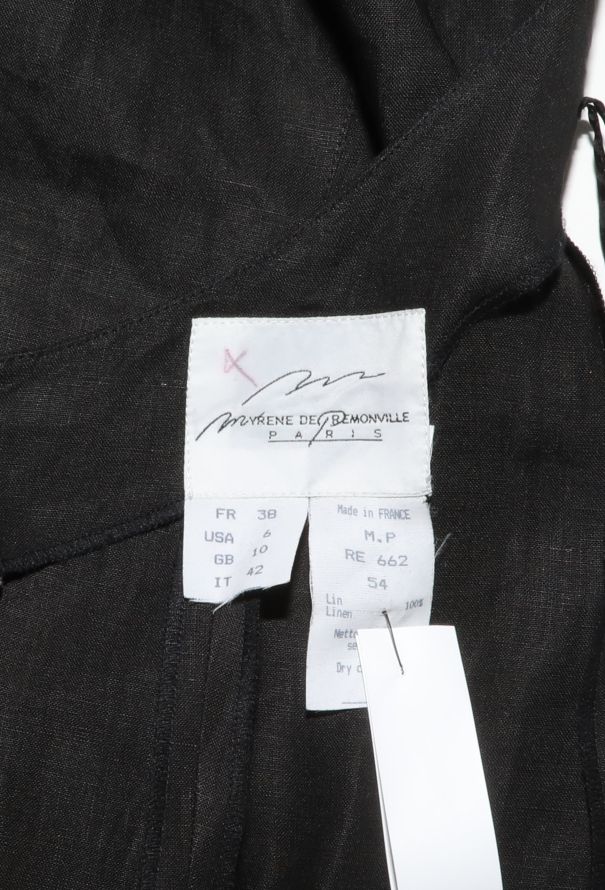 MYRENE DE PREMONVILLE
PARIS
FR 38
USA 6
GB 10
IT 42
Made in FRANCE
M.P
RE 662
54
Lin
Linen 100%
Dry